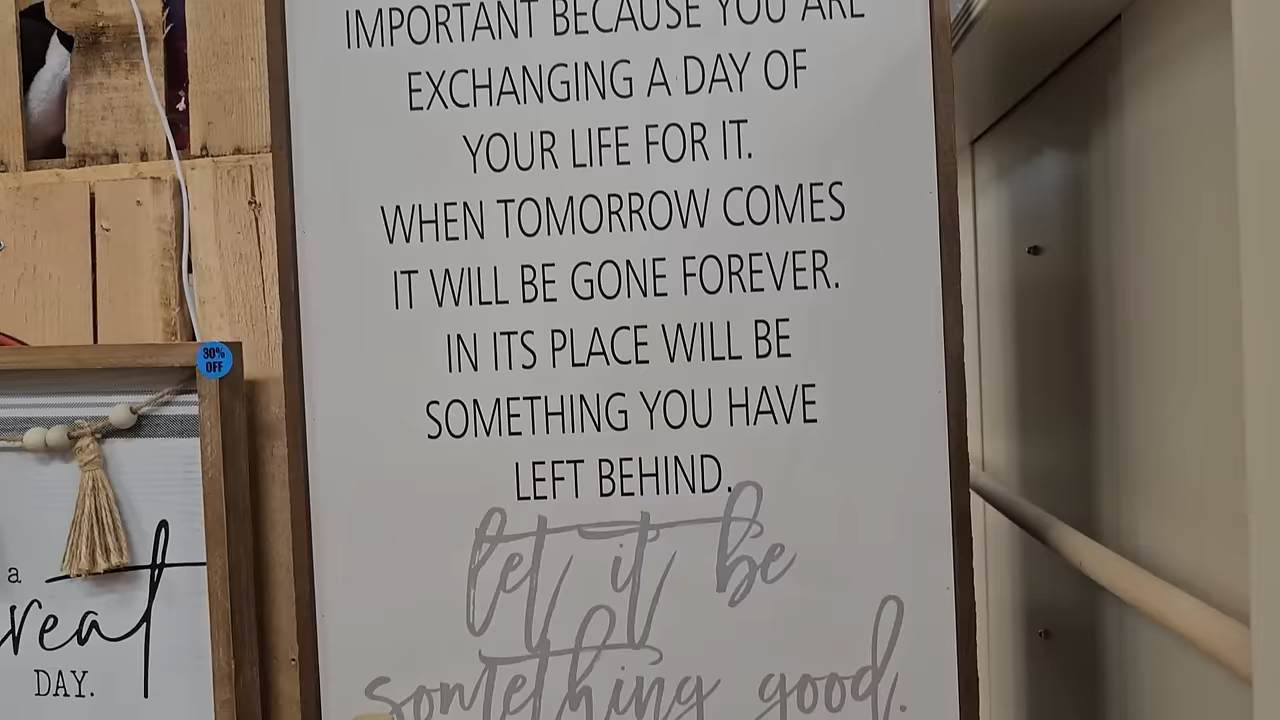 IMPORTANT BECAUSE YOU ARE
EXCHANGING A DAY OF
YOUR LIFE FOR IT.
WHEN TOMORROW COMES
IT WILL BE GONE FOREVER.
IN ITS PLACE WILL BE
SOMETHING YOU HAVE
LEFT BEHIND.
let it be
something good.
30%
OFF
a
DAY.